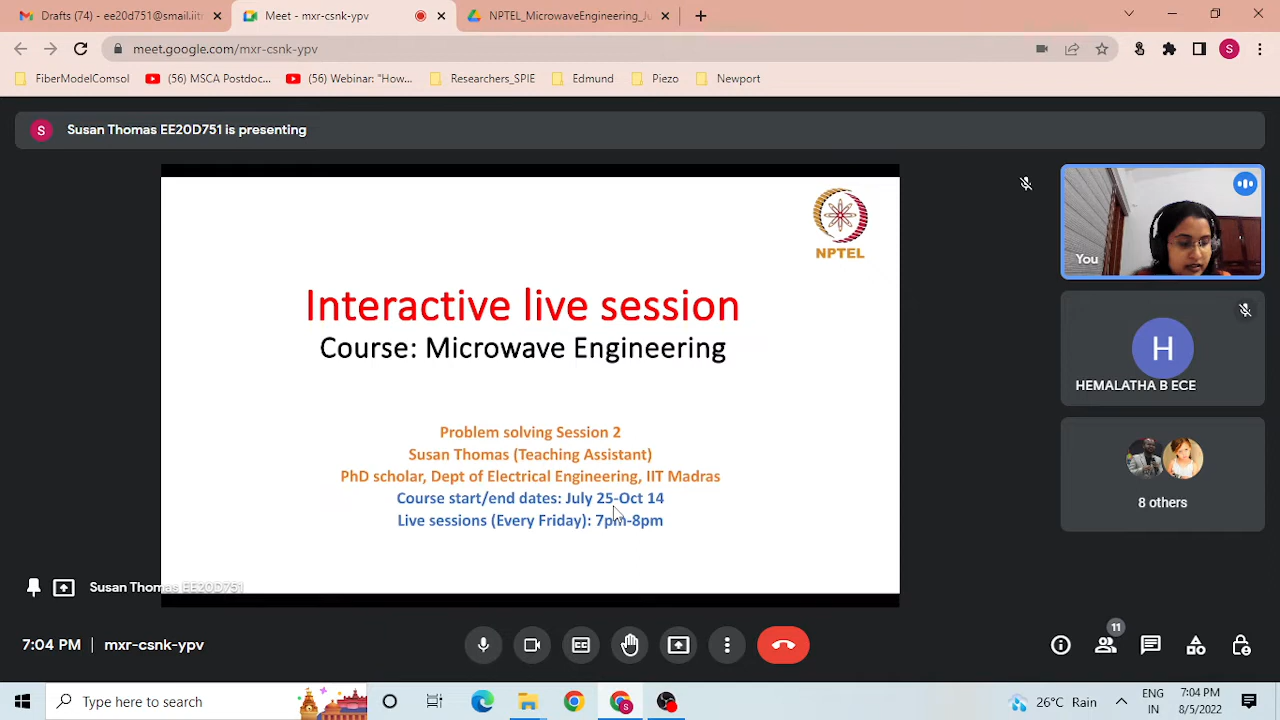 Drafts (74) - ee20d751@smail.iitm
Meet - mxr-csnk-ypv
NPTEL_MicrowaveEngineering_Ju
meet.google.com/mxr-csnk-ypv
S
FiberModelComsol
(56) MSCA Postdoc...
(56) Webinar: "How...
Researchers_SPIE
Edmund
Piezo
Newport
S
Susan Thomas EE20D751 is presenting
NPTEL
Interactive live session
Course: Microwave Engineering
Problem solving Session 2
Susan Thomas (Teaching Assistant)
PhD scholar, Dept of Electrical Engineering, IIT Madras
Course start/end dates: July 25-Oct 14
Live sessions (Every Friday): 7pm-8pm
Susan Thomas EE20D751
You
H
HEMALATHA B ECE
8 others
7:04 PM | mxr-csnk-ypv
11
Type here to search
S
26°C Rain
ENG
IN
7:04 PM
8/5/2022